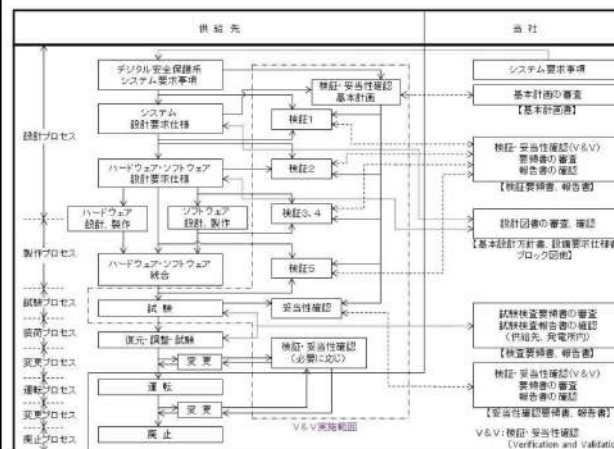 供給先
当社
デジタル安全保護系
システム要求事項
システム要求事項
検証・妥当性確認
基本計画
基本計画の審査
【基本計画書】
システム
設計要求仕様
検証1
設計プロセス
検証・妥当性確認(V&V)
要領書の審査
報告書の確認
【検証要領書、報告書】
ハードウェア・ソフトウェア
設計要求仕様
検証2
ハードウェア
設計、製作
ソフトウェア
設計、製作
検証3、4
設計図書の審査、確認
【基本設計方針書、設備要求仕様書
ブロック図他】
製作プロセス
ハードウェア・ソフトウェア
統合
検証5
試験プロセス
試験
妥当性確認
試験検査要領書の審査
試験検査報告書の確認
(供給先、発電所内)
【検査要領書、報告書】
装荷プロセス
復元・調整・試験
検証・妥当性確認
(必要に応じ)
変更プロセス
変更
検証・妥当性確認(V&V)
要領書の審査
報告書の確認
【妥当性確認要領書、報告書】
運転プロセス
運転
変更プロセス
変更
V&V実施範囲
廃止プロセス
廃止
V&V:検証・妥当性確認
(Verification and Validatio